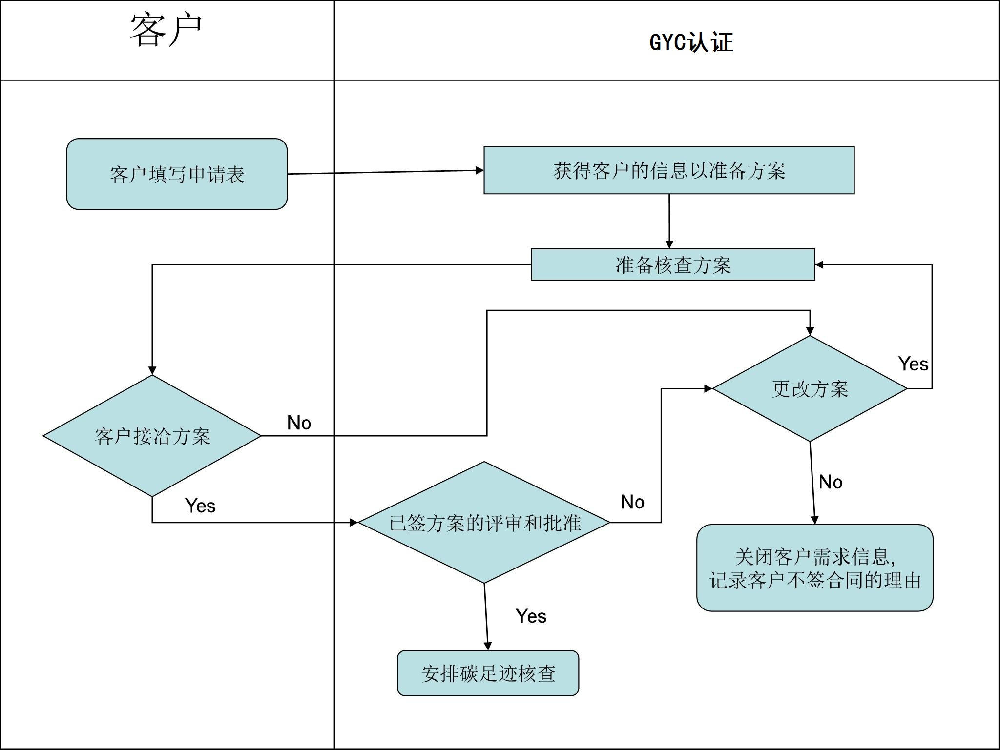 客户
GYC认证
客户填写申请表
获得客户的信息以准备方案
准备核查方案
Yes
更改方案
No
客户接洽方案
No
关闭客户需求信息,
记录客户不签合同的理由
Yes
已签方案的评审和批准
No
Yes
安排碳足迹核查